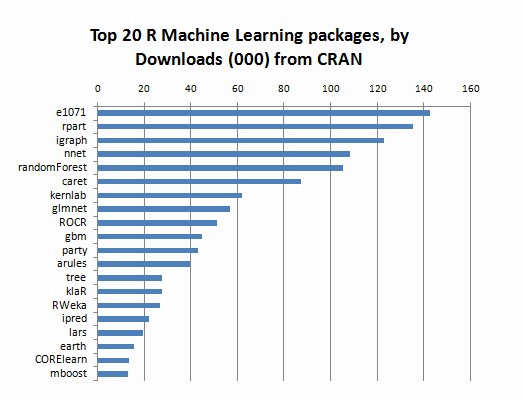 Top 20 R Machine Learning packages, by
Downloads (000) from CRAN
0 20 40 60 80 100 120 140 160
e1071
rpart
igraph
nnet
randomForest
caret
kernlab
glmnet
ROCR
gbm
party
arules
tree
klaR
RWeka
ipred
lars
earth
CORElearn
mboost